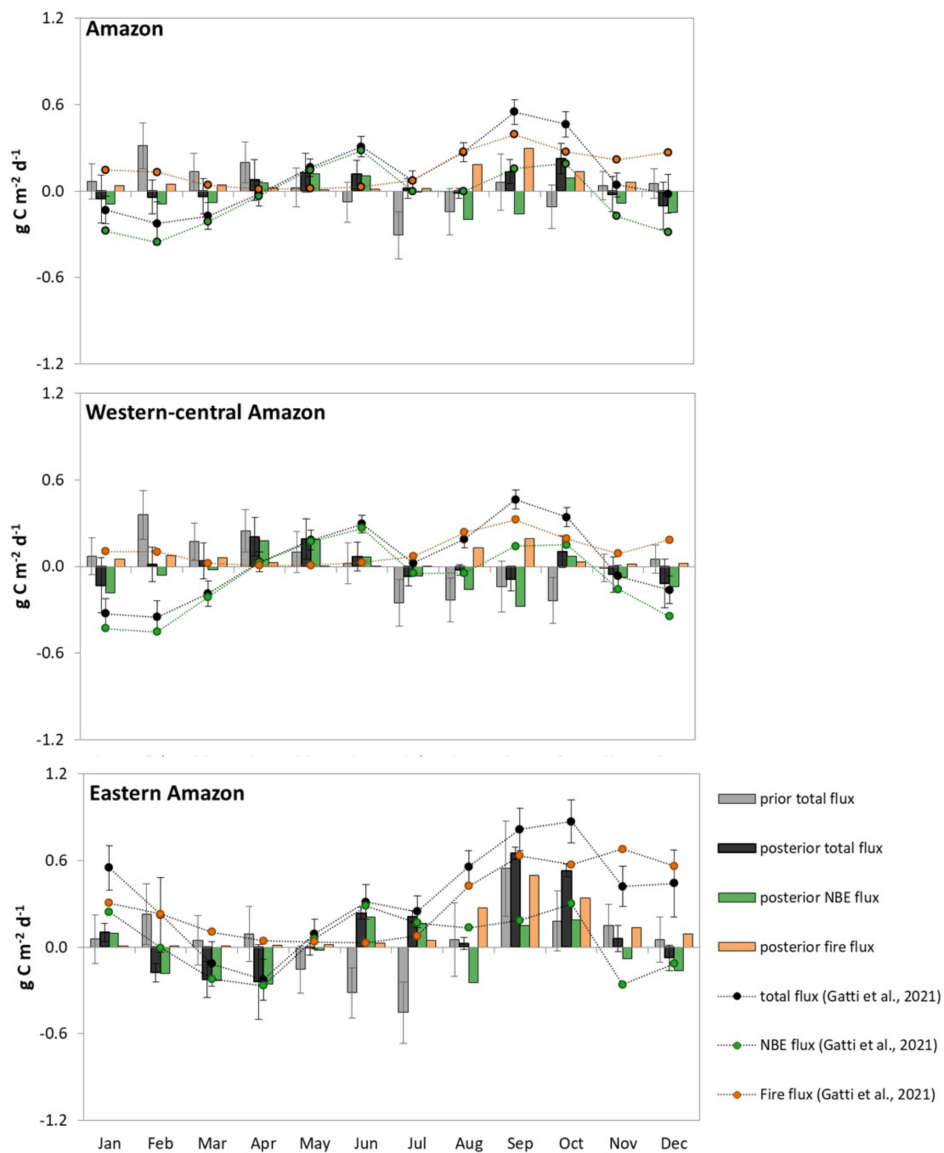 Amazon
1.2
0.6
0.0
-0.6
-1.2
g C m-2 d-1
Western-central Amazon
1.2
0.6
0.0
-0.6
-1.2
g C m-2 d-1
Eastern Amazon
1.2
0.6
0.0
-0.6
-1.2
g C m-2 d-1
Jan Feb Mar Apr May Jun Jul Aug Sep Oct Nov Dec
prior total flux
posterior total flux
posterior NBE flux
posterior fire flux
total flux (Gatti et al., 2021)
NBE flux (Gatti et al., 2021)
Fire flux (Gatti et al., 2021)